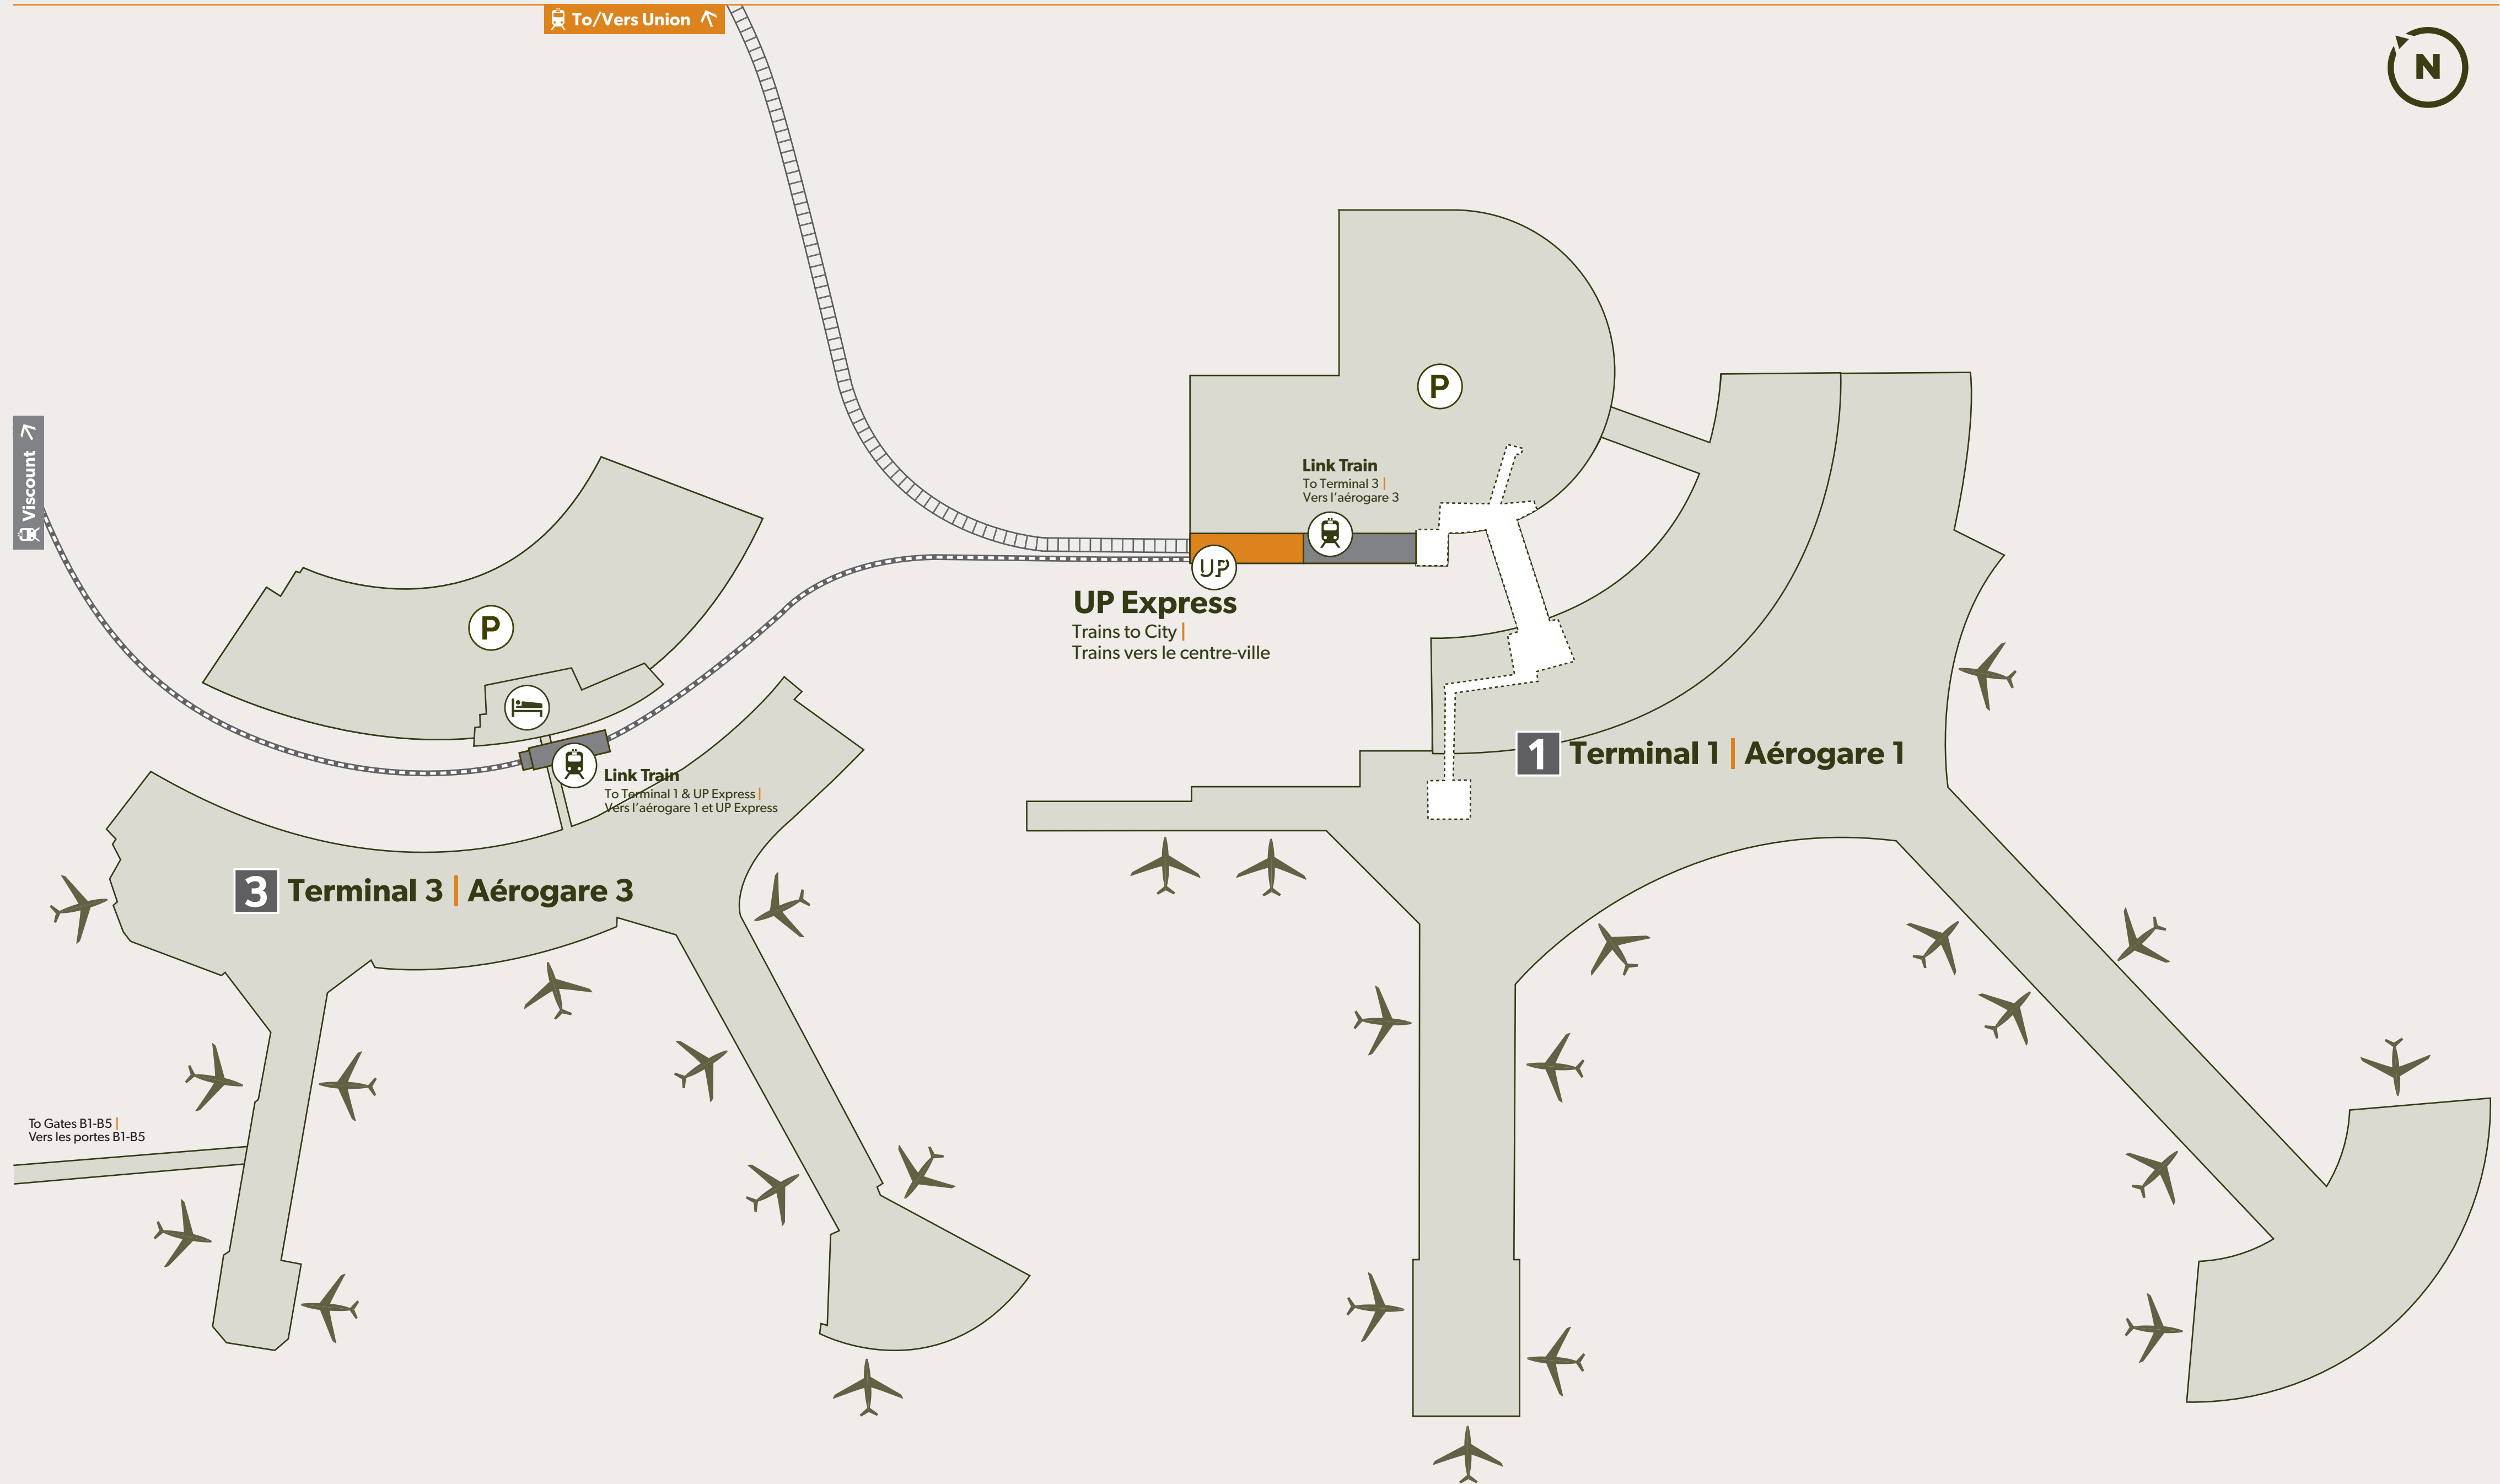 To/Vers Union
N
Viscount
P
Link Train
To Terminal 3 |
Vers l'aérogare 3
UP
UP Express
Trains to City |
Trains vers le centre-ville
P
Link Train
To Terminal 1 & UP Express |
Vers l'aérogare 1 et UP Express
1 Terminal 1 | Aérogare 1
3 Terminal 3 | Aérogare 3
To Gates B1-B5 |
Vers les portes B1-B5